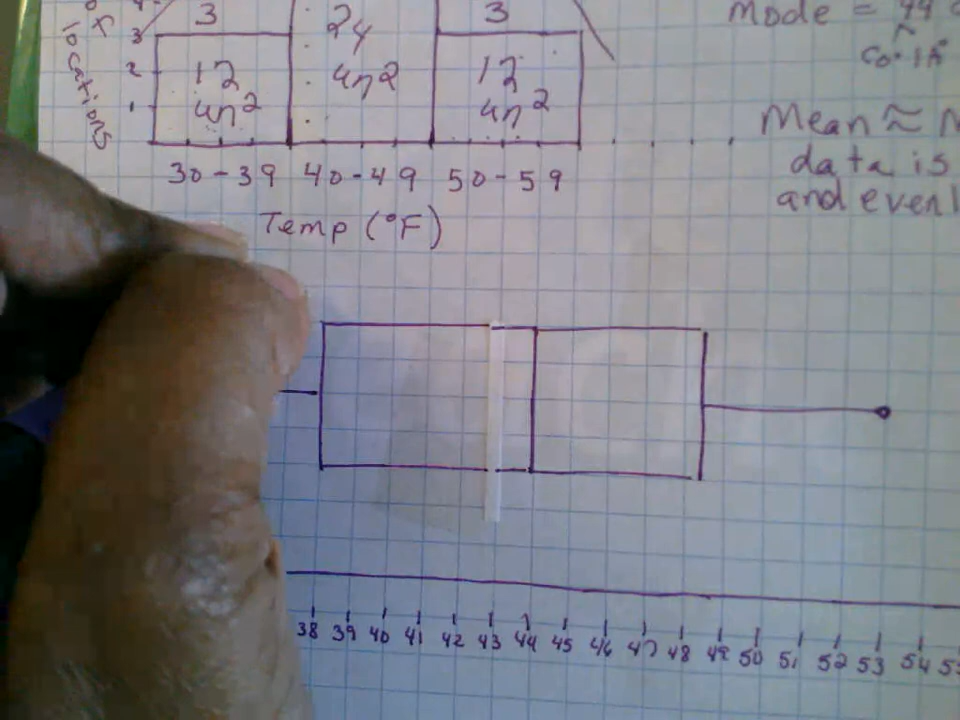 3 24 3
Mode = 44
3
2 12 4n2 12
1 4n² 4n²
locations
Mean ≈
30-39 40-49 50-59
data is
and evenl
Temp (°F)
38 39 40 41 42 43 44 45 46 47 48 49 50 51 52 53 54